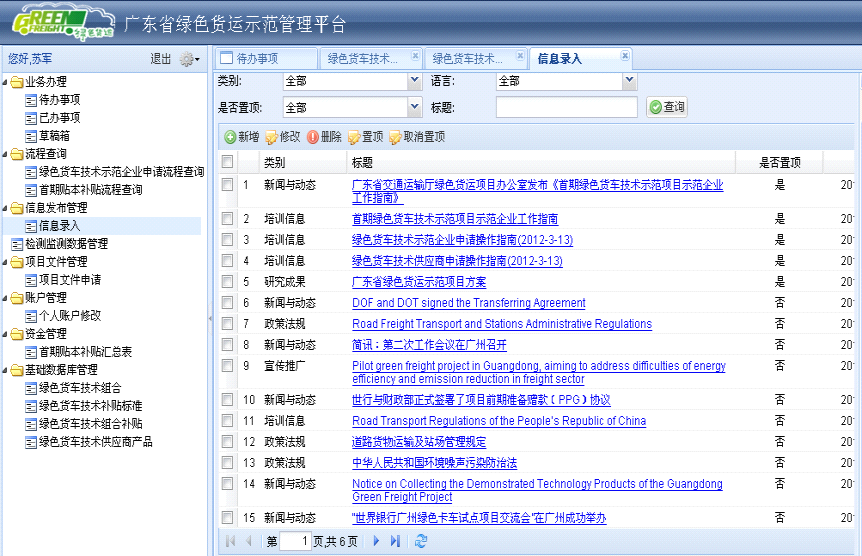 GREEN FREIGHT 绿色货运 广东省绿色货运示范管理平台
您好,苏军 退出
待办事项 绿色货车技术... 绿色货车技术... 信息录入
类别: 全部 语言: 全部
是否置顶: 全部 标题: 查询
新增 修改 删除 置顶 取消置顶
业务办理
待办事项
已办事项
草稿箱
流程查询
绿色货车技术示范企业申请流程查询
首期贴本补贴流程查询
信息发布管理
信息录入
检测监测数据管理
项目文件管理
项目文件申请
账户管理
个人账户修改
资金管理
首期贴本补贴汇总表
基础数据库管理
绿色货车技术组合
绿色货车技术补贴标准
绿色货车技术组合补贴
绿色货车技术供应商产品
类别 标题 是否置顶
1 新闻与动态 广东省交通运输厅绿色货运项目办公室发布《首期绿色货车技术示范项目示范企业 是 20
工作指南》
2 培训信息 首期绿色货车技术示范项目示范企业工作指南 是 20
3 培训信息 绿色货车技术示范企业申请操作指南(2012-3-13) 是 20
4 培训信息 绿色货车技术供应商申请操作指南(2012-3-13) 是 20
5 研究成果 广东省绿色货运示范项目方案 是 20
6 新闻与动态 DOF and DOT signed the Transferring Agreement 否 20
7 政策法规 Road Freight Transport and Stations Administrative Regulations 否 20
8 新闻与动态 简讯：第二次工作会议在广州召开 否 20
9 宣传推广 Pilot green freight project in Guangdong, aiming to address difficulties of energy 否 20
efficiency and emission reduction in freight sector
10 新闻与动态 世行与财政部正式签署了项目前期准备赠款（PPG）协议 否 20
11 培训信息 Road Transport Regulations of the People's Republic of China 否 20
12 政策法规 道路货物运输及站场管理规定 否 20
13 政策法规 中华人民共和国环境噪声污染防治法 否 20
14 新闻与动态 Notice on Collecting the Demonstrated Technology Products of the Guangdong 否 20
Green Freight Project
15 新闻与动态 "世界银行广州绿色卡车试点项目交流会"在广州成功举办 否 20
第 1 页,共 6 页